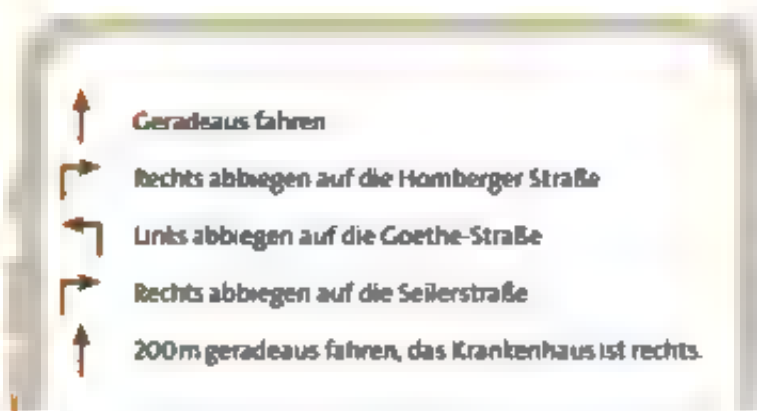 Geradeaus fahren
Rechts abbiegen auf die Homberger Straße
Links abbiegen auf die Goethe-Straße
Rechts abbiegen auf die Seilerstraße
200 m geradeaus fahren, das Krankenhaus ist rechts.